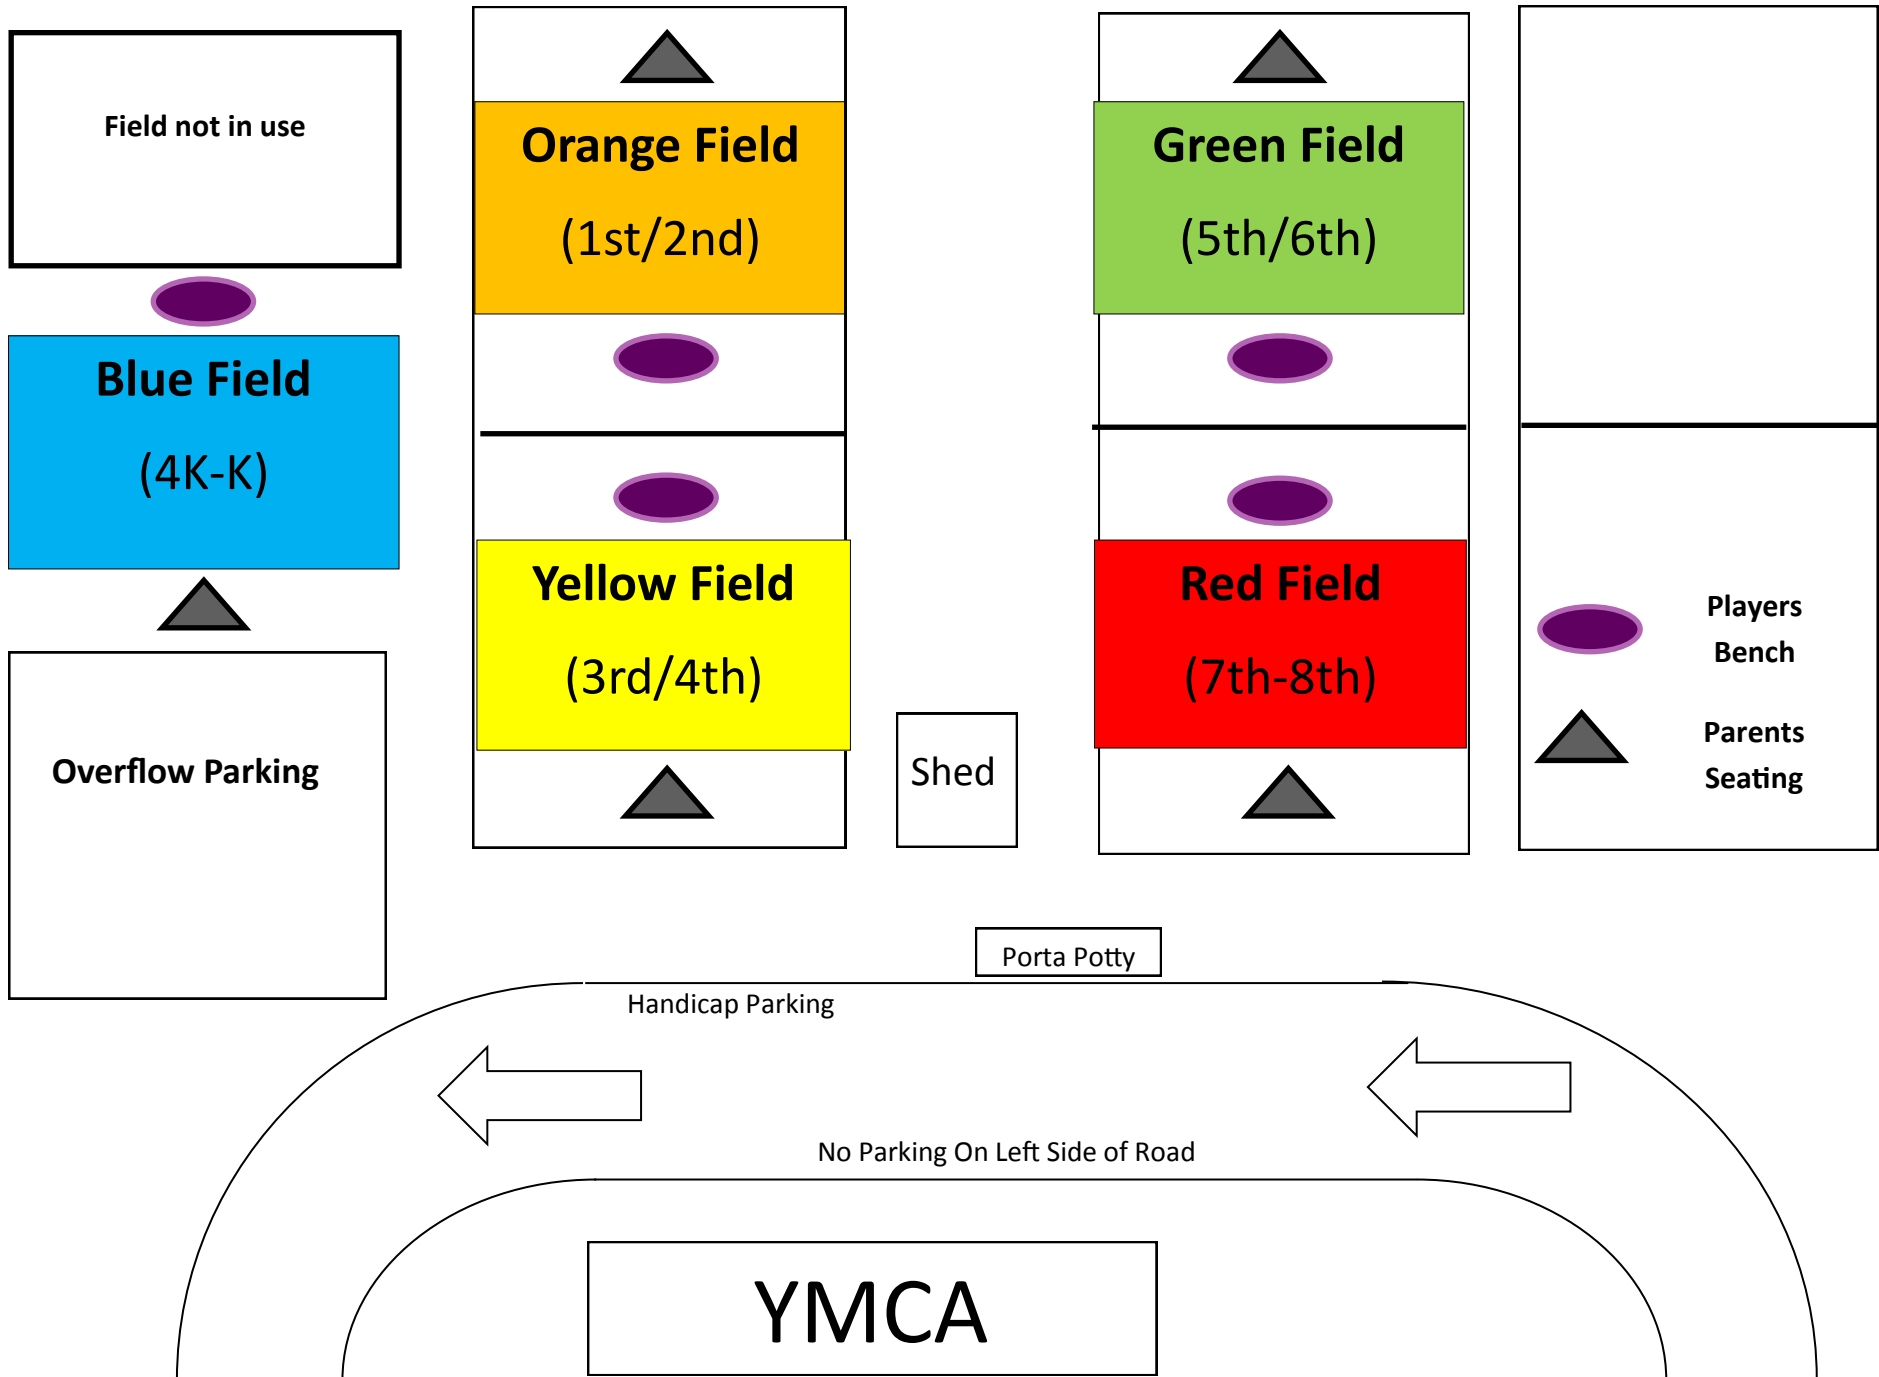 Field not in use
Orange Field
(1st/2nd)
Green Field
(5th/6th)
Blue Field
(4K-K)
Yellow Field
(3rd/4th)
Red Field
(7th-8th)
Players
Bench
Parents
Seating
Overflow Parking
Shed
Porta Potty
Handicap Parking
No Parking On Left Side of Road
YMCA